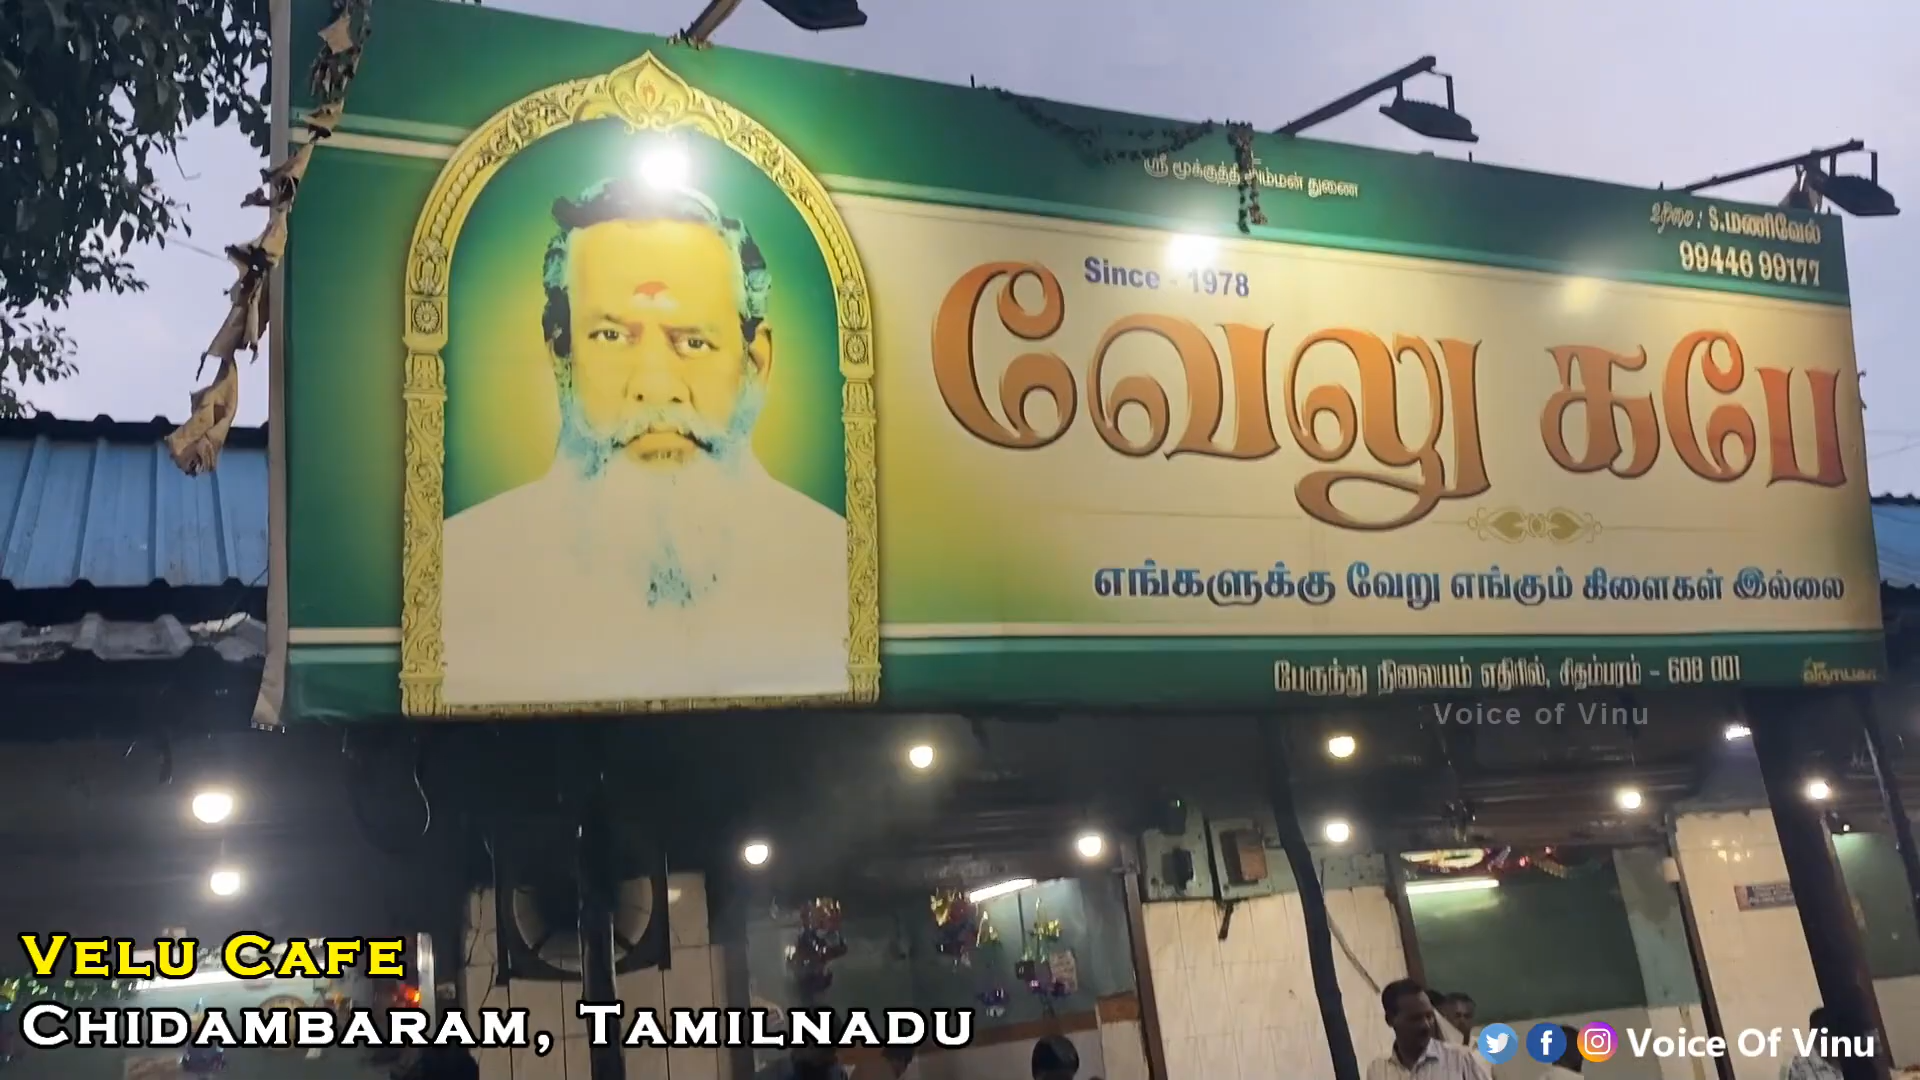 ஸ்ரீ மூக்குத்தி அம்மன் துணை
உரிமை : S.மணிவேல்
99446 99177
Since - 1978
வேலு கபே
எங்களுக்கு வேறு எங்கும் கிளைகள் இல்லை
பேருந்து நிலையம் எதிரில், சிதம்பரம் - 608 001
Voice of Vinu
VELU CAFE
CHIDAMBARAM, TAMILNADU
Voice Of Vinu